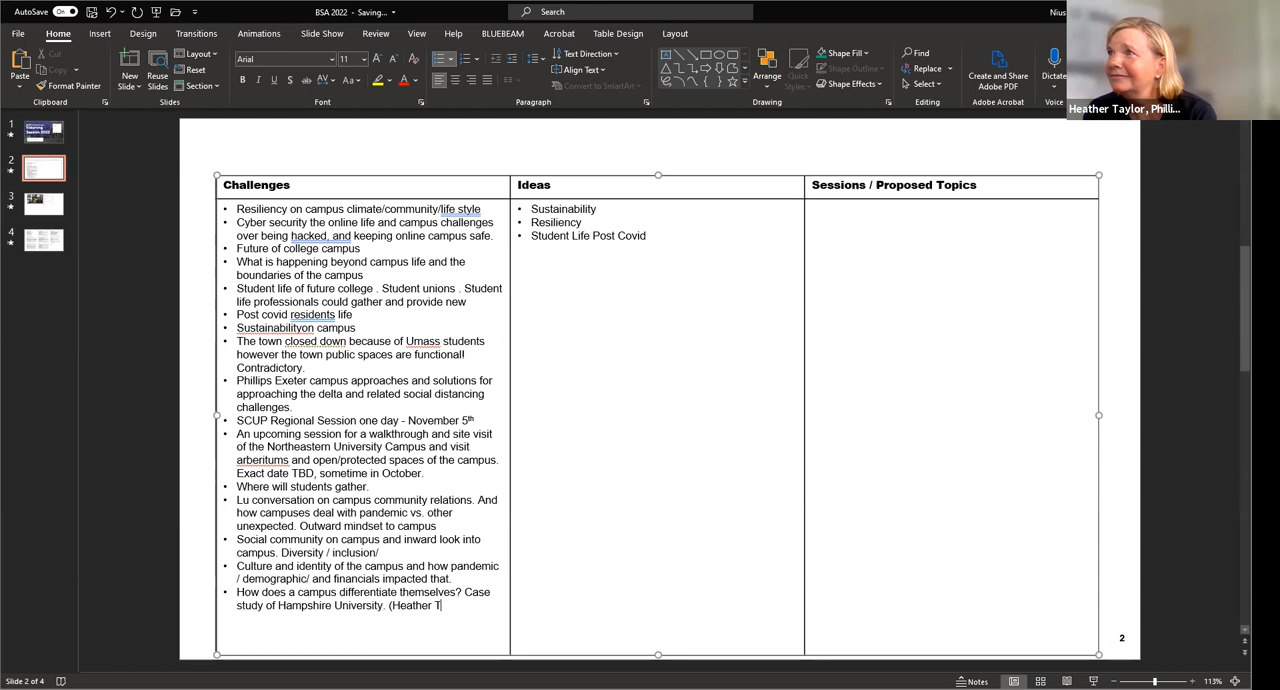 AutoSave On BSA 2022 - Saving... Search Nius
File Home Insert Design Transitions Animations Slide Show Review View Help BLUEBEAM Acrobat Table Design Layout
Paste
Cut
Copy
Format Painter
Clipboard
New Slide
Reuse Slides
Layout
Reset
Section
Slides
Arial 11
Font
Paragraph
Text Direction
Align Text
Convert to SmartArt
Arrange
Quick Styles
Shape Fill
Shape Outline
Shape Effects
Drawing
Find
Replace
Select
Editing
Create and Share Adobe PDF
Adobe Acrobat
Dictate
Voice
Heather Taylor, Philli...
1
2
3
4
Challenges
• Resiliency on campus climate/community/life style
• Cyber security the online life and campus challenges
over being hacked, and keeping online campus safe.
• Future of college campus
• What is happening beyond campus life and the
boundaries of the campus
• Student life of future college . Student unions . Student
life professionals could gather and provide new
• Post covid residents life
• Sustainabilityon campus
• The town closed down because of Umass students
however the town public spaces are functional!
Contradictory.
• Phillips Exeter campus approaches and solutions for
approaching the delta and related social distancing
challenges.
• SCUP Regional Session one day - November 5th
• An upcoming session for a walkthrough and site visit
of the Northeastern University Campus and visit
arberitums and open/protected spaces of the campus.
Exact date TBD, sometime in October.
• Where will students gather.
• Lu conversation on campus community relations. And
how campuses deal with pandemic vs. other
unexpected. Outward mindset to campus
• Social community on campus and inward look into
campus. Diversity / inclusion/
• Culture and identity of the campus and how pandemic
/ demographic/ and financials impacted that.
• How does a campus differentiate themselves? Case
study of Hampshire University. (Heather T
Ideas
• Sustainability
• Resiliency
• Student Life Post Covid
Sessions / Proposed Topics
2
Slide 2 of 4
Notes
113%